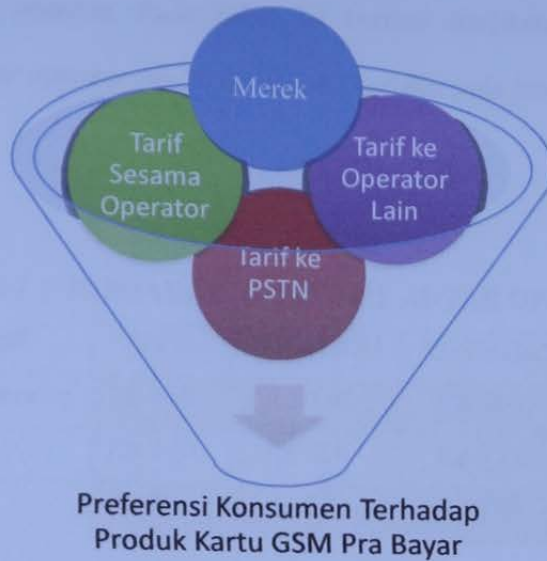 Merek
Tarif
Sesama
Operator
Tarif ke
Operator
Lain
Tarif ke
PSTN
Preferensi Konsumen Terhadap
Produk Kartu GSM Pra Bayar